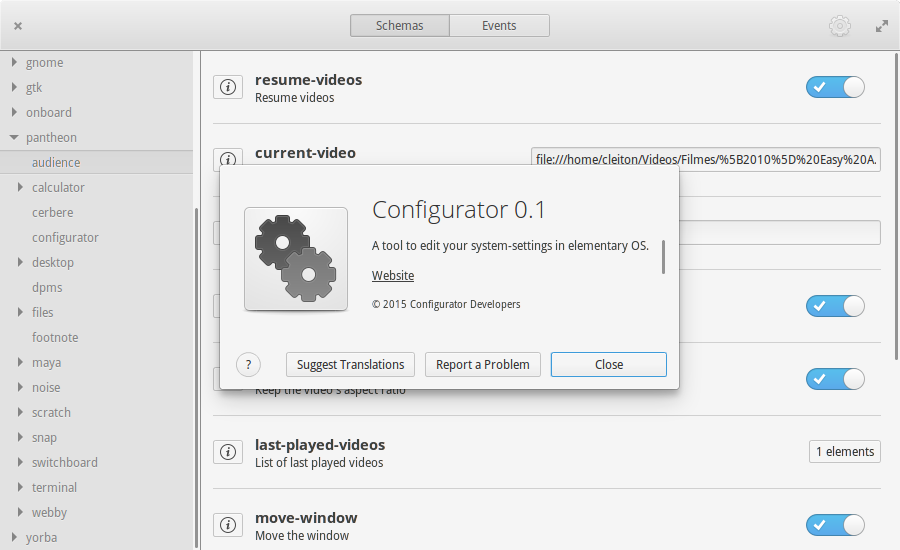 Schemas
Events
gnome
gtk
onboard
pantheon
audience
calculator
cerbere
configurator
desktop
dpms
files
footnote
maya
noise
scratch
snap
switchboard
terminal
webby
yorba
resume-videos
Resume videos
current-video
file:///home/cleiton/Videos/Filmes/%5B2010%5D%20Easy%20A.
Configurator 0.1
A tool to edit your system-settings in elementary OS.
Website
© 2015 Configurator Developers
?
Suggest Translations
Report a Problem
Close
Keep the video's aspect ratio
last-played-videos
List of last played videos
1 elements
move-window
Move the window